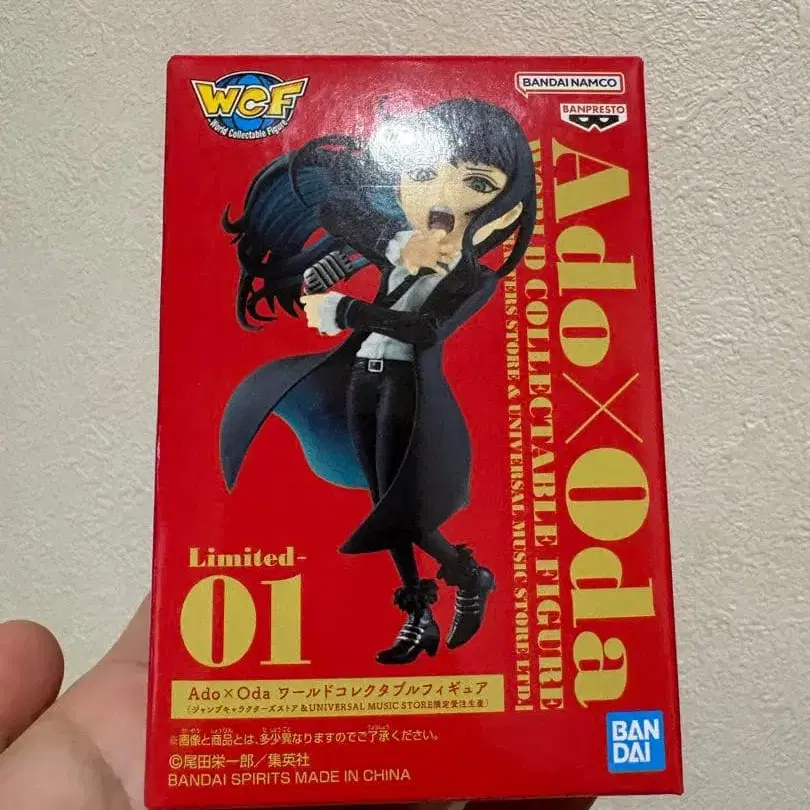 WCF
World Collectable Figure
BANDAI NAMCO
BANPRESTO
Ado×Oda
WORLD COLLECTABLE FIGURE
STORE & UNIVERSAL MUSIC STORE LTD.]
Limited-
01
Ado×Oda ワールドコレクタブルフィギュア
(ジャンプキャラクターズストア&UNIVERSAL MUSIC STORE限定受注生産)
※画像と商品とは、多少異なりますのでご了承ください。
©尾田栄一郎/集英社
BANDAI SPIRITS MADE IN CHINA
BAN
DAI